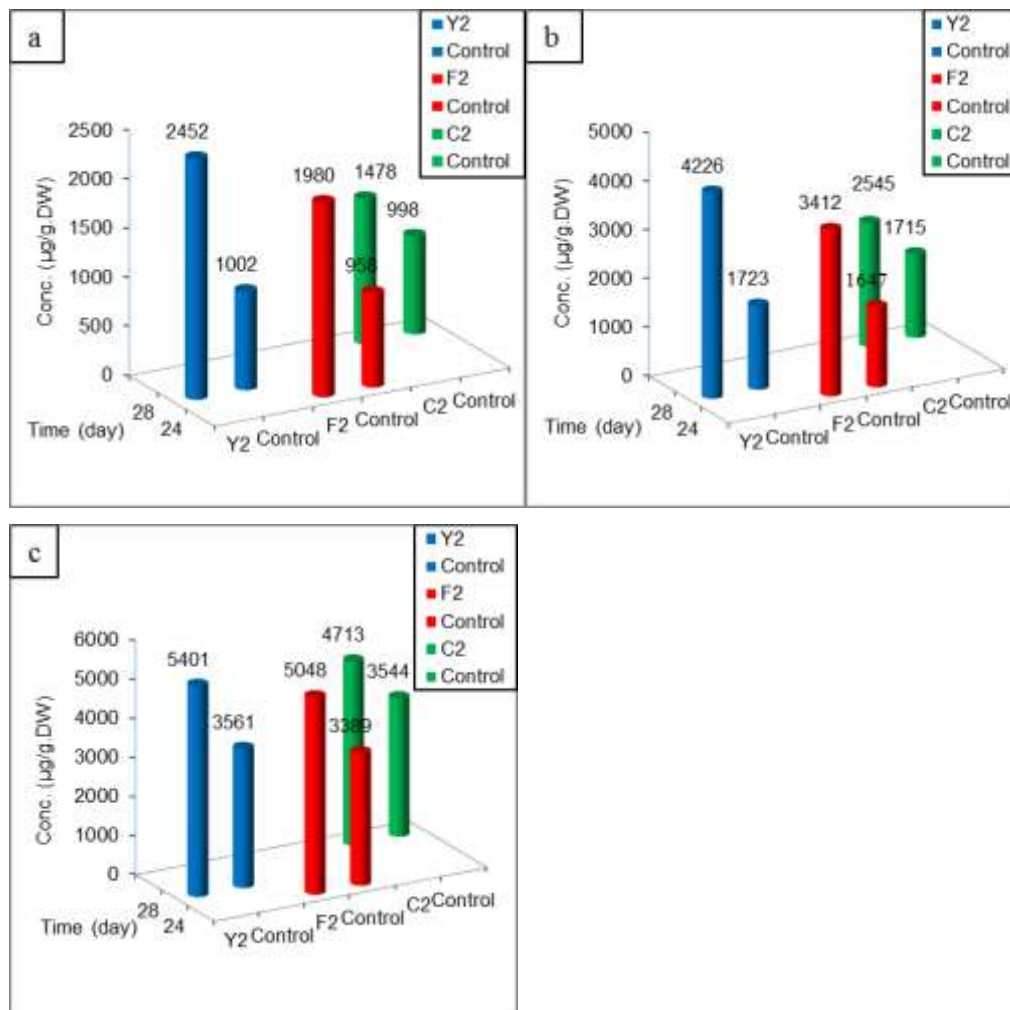 a
Y2
Control
F2
Control
C2
Control
2500
2000
1500
1000
500
0
Conc. (µg/g.DW)
2452
1002
1980
958
1478
998
28
24
Time (day)
Y2 Control F2 Control C2 Control
b
Y2
Control
F2
Control
C2
Control
5000
4000
3000
2000
1000
0
Conc. (µg/g.DW)
4226
1723
3412
1647
2545
1715
28
24
Time (day)
Y2 Control F2 Control C2 Control
c
Y2
Control
F2
Control
C2
Control
6000
5000
4000
3000
2000
1000
0
Conc. (µg/g.DW)
5401
3561
5048
3389
4713
3544
28
24
Time (day)
Y2 Control F2 Control C2 Control